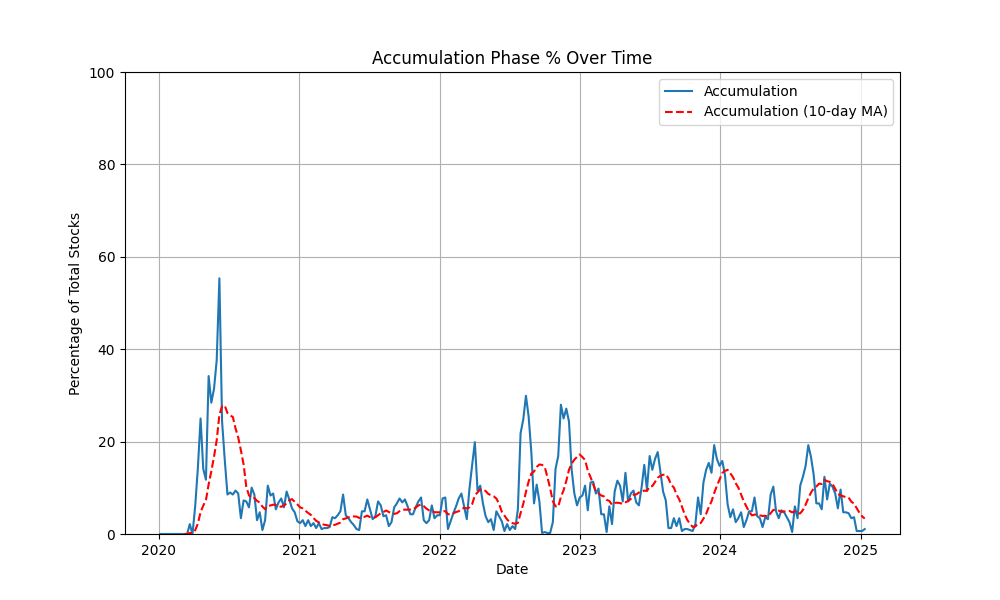 Accumulation Phase % Over Time
Accumulation
Accumulation (10-day MA)
Percentage of Total Stocks
100
80
60
40
20
0
2020 2021 2022 2023 2024 2025
Date